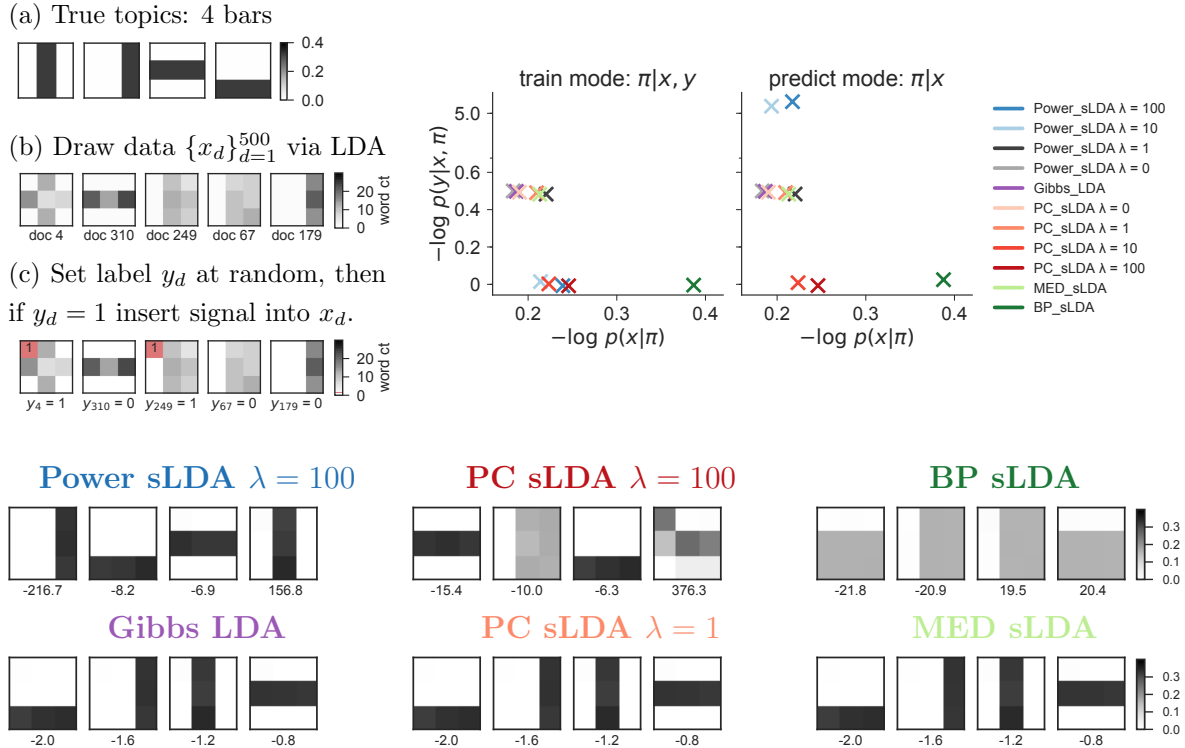 (a) True topics: 4 bars
0.4
0.2
0.0
(b) Draw data {x_d}_{d=1}^{500} via LDA
20
0
word ct
doc 4
doc 310
doc 249
doc 67
doc 179
(c) Set label y_d at random, then
if y_d = 1 insert signal into x_d.
1
1
20
10
0
word ct
y_4 = 1
y_310 = 0
y_249 = 1
y_67 = 0
y_179 = 0
train mode: π|x, y
predict mode: π|x
−log p(y|x, π)
5.0
0.6
0.4
0.2
0
0.2
0.3
0.4
−log p(x|π)
5.0
0.6
0.4
0.2
0
0.2
0.3
0.4
−log p(x|π)
Power_sLDA λ = 100
Power_sLDA λ = 10
Power_sLDA λ = 1
Power_sLDA λ = 0
Gibbs_LDA
PC_sLDA λ = 0
PC_sLDA λ = 1
PC_sLDA λ = 10
PC_sLDA λ = 100
MED_sLDA
BP_sLDA
Power sLDA λ = 100
-216.7
-8.2
-6.9
156.8
PC sLDA λ = 100
-15.4
-10.0
-6.3
376.3
BP sLDA
-21.8
-20.9
19.5
20.4
0.3
0.2
0.1
0.0
Gibbs LDA
-2.0
-1.6
-1.2
-0.8
PC sLDA λ = 1
-2.0
-1.6
-1.2
-0.8
MED sLDA
-2.0
-1.6
-1.2
-0.8
0.3
0.2
0.1
0.0